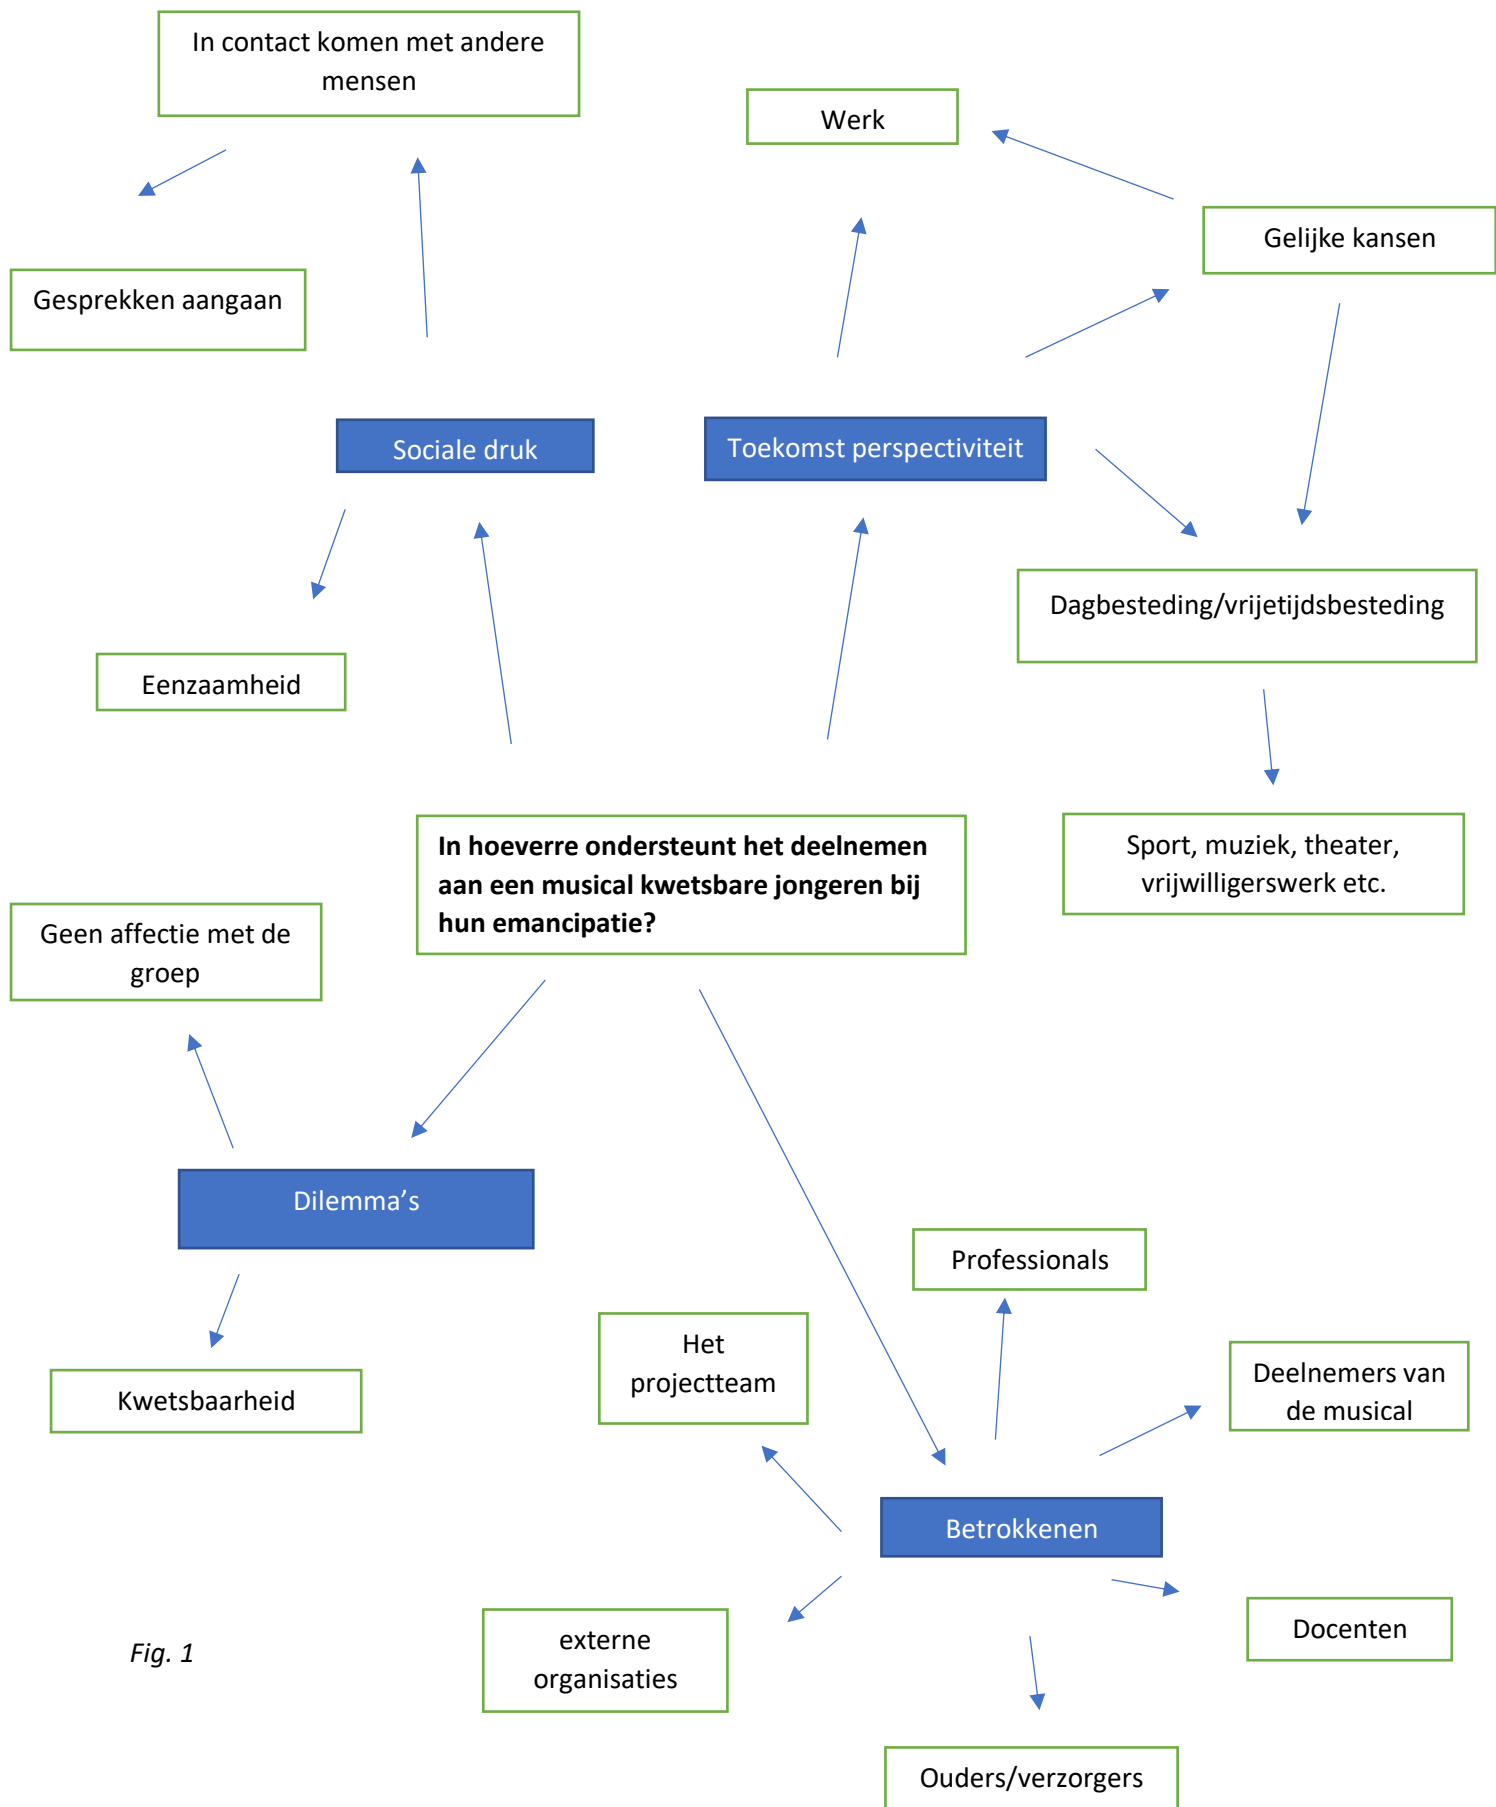 In contact komen met andere
mensen
Werk
Gelijke kansen
Gesprekken aangaan
Sociale druk
Toekomst perspectiviteit
Dagbesteding/vrijetijdsbesteding
Eenzaamheid
In hoeverre ondersteunt het deelnemen
aan een musical kwetsbare jongeren bij
hun emancipatie?
Sport, muziek, theater,
vrijwilligerswerk etc.
Geen affectie met de
groep
Dilemma’s
Professionals
Het
projectteam
Deelnemers van
de musical
Kwetsbaarheid
Betrokkenen
Docenten
externe
organisaties
Fig. 1
Ouders/verzorgers